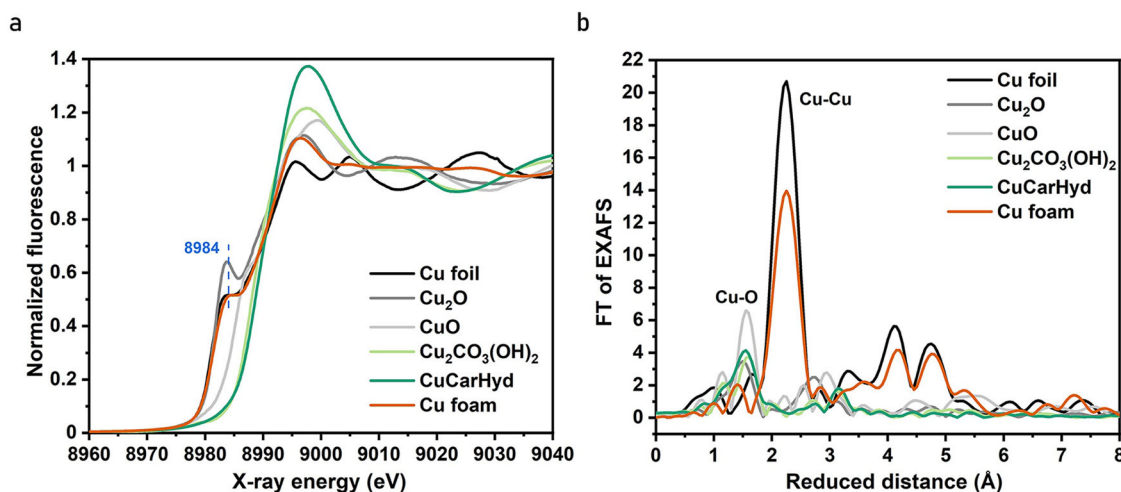 a
Normalized fluorescence
1.4
1.2
1
0.8
0.6
0.4
0.2
0
8984
Cu foil
Cu₂O
CuO
Cu₂CO₃(OH)₂
CuCarHyd
Cu foam
8960 8970 8980 8990 9000 9010 9020 9030 9040
X-ray energy (eV)
b
FT of EXAFS
22
20
18
16
14
12
10
8
6
4
2
0
Cu-Cu
Cu-O
Cu foil
Cu₂O
CuO
Cu₂CO₃(OH)₂
CuCarHyd
Cu foam
0 1 2 3 4 5 6 7 8
Reduced distance (Å)